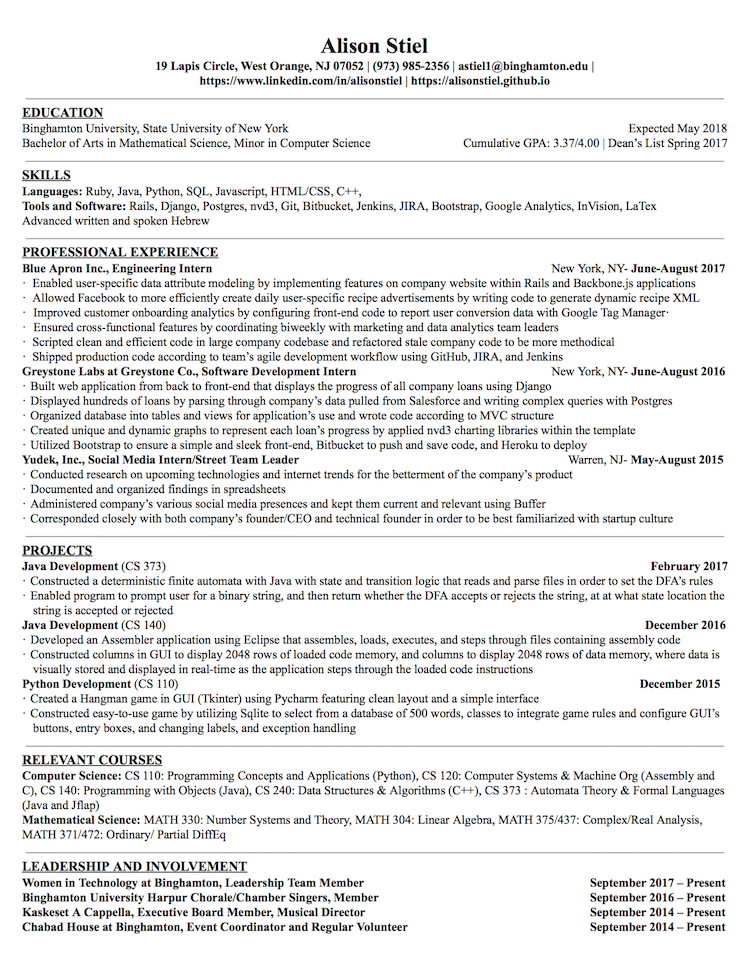 Alison Stiel
19 Lapis Circle, West Orange, NJ 07052 | (973) 985-2356 | astiel1@binghamton.edu |
https://www.linkedin.com/in/alisonstiel | https://alisonstiel.github.io
EDUCATION
Binghamton University, State University of New York Expected May 2018
Bachelor of Arts in Mathematical Science, Minor in Computer Science Cumulative GPA: 3.37/4.00 | Dean's List Spring 2017
SKILLS
Languages: Ruby, Java, Python, SQL, Javascript, HTML/CSS, C++,
Tools and Software: Rails, Django, Postgres, nvd3, Git, Bitbucket, Jenkins, JIRA, Bootstrap, Google Analytics, InVision, LaTex
Advanced written and spoken Hebrew
PROFESSIONAL EXPERIENCE
Blue Apron Inc., Engineering Intern New York, NY- June-August 2017
· Enabled user-specific data attribute modeling by implementing features on company website within Rails and Backbone.js applications
· Allowed Facebook to more efficiently create daily user-specific recipe advertisements by writing code to generate dynamic recipe XML
· Improved customer onboarding analytics by configuring front-end code to report user conversion data with Google Tag Manager·
· Ensured cross-functional features by coordinating biweekly with marketing and data analytics team leaders
· Scripted clean and efficient code in large company codebase and refactored stale company code to be more methodical
· Shipped production code according to team's agile development workflow using GitHub, JIRA, and Jenkins
Greystone Labs at Greystone Co., Software Development Intern New York, NY- June-August 2016
· Built web application from back to front-end that displays the progress of all company loans using Django
· Displayed hundreds of loans by parsing through company's data pulled from Salesforce and writing complex queries with Postgres
· Organized database into tables and views for application's use and wrote code according to MVC structure
· Created unique and dynamic graphs to represent each loan's progress by applied nvd3 charting libraries within the template
· Utilized Bootstrap to ensure a simple and sleek front-end, Bitbucket to push and save code, and Heroku to deploy
Yudek, Inc., Social Media Intern/Street Team Leader Warren, NJ- May-August 2015
· Conducted research on upcoming technologies and internet trends for the betterment of the company's product
· Documented and organized findings in spreadsheets
· Administered company's various social media presences and kept them current and relevant using Buffer
· Corresponded closely with both company's founder/CEO and technical founder in order to be best familiarized with startup culture
PROJECTS
Java Development (CS 373) February 2017
· Constructed a deterministic finite automata with Java with state and transition logic that reads and parse files in order to set the DFA's rules
· Enabled program to prompt user for a binary string, and then return whether the DFA accepts or rejects the string, at at what state location the
string is accepted or rejected
Java Development (CS 140) December 2016
· Developed an Assembler application using Eclipse that assembles, loads, executes, and steps through files containing assembly code
· Constructed columns in GUI to display 2048 rows of loaded code memory, and columns to display 2048 rows of data memory, where data is
visually stored and displayed in real-time as the application steps through the loaded code instructions
Python Development (CS 110) December 2015
· Created a Hangman game in GUI (Tkinter) using Pycharm featuring clean layout and a simple interface
· Constructed easy-to-use game by utilizing Sqlite to select from a database of 500 words, classes to integrate game rules and configure GUI's
buttons, entry boxes, and changing labels, and exception handling
RELEVANT COURSES
Computer Science: CS 110: Programming Concepts and Applications (Python), CS 120: Computer Systems & Machine Org (Assembly and
C), CS 140: Programming with Objects (Java), CS 240: Data Structures & Algorithms (C++), CS 373 : Automata Theory & Formal Languages
(Java and Jflap)
Mathematical Science: MATH 330: Number Systems and Theory, MATH 304: Linear Algebra, MATH 375/437: Complex/Real Analysis,
MATH 371/472: Ordinary/ Partial DiffEq
LEADERSHIP AND INVOLVEMENT
Women in Technology at Binghamton, Leadership Team Member September 2017 – Present
Binghamton University Harpur Chorale/Chamber Singers, Member September 2016 – Present
Kaskeset A Cappella, Executive Board Member, Musical Director September 2014 – Present
Chabad House at Binghamton, Event Coordinator and Regular Volunteer September 2014 – Present